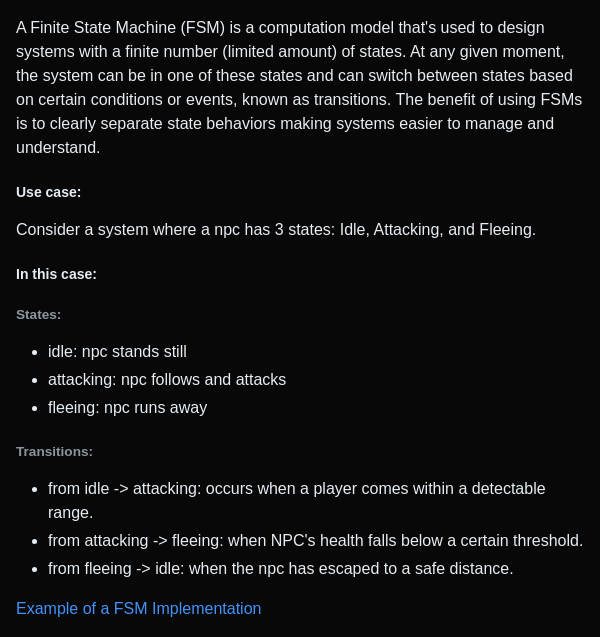 A Finite State Machine (FSM) is a computation model that's used to design
systems with a finite number (limited amount) of states. At any given moment,
the system can be in one of these states and can switch between states based
on certain conditions or events, known as transitions. The benefit of using FSMs
is to clearly separate state behaviors making systems easier to manage and
understand.
Use case:
Consider a system where a npc has 3 states: Idle, Attacking, and Fleeing.
In this case:
States:
• idle: npc stands still
• attacking: npc follows and attacks
• fleeing: npc runs away
Transitions:
• from idle -> attacking: occurs when a player comes within a detectable
range.
• from attacking -> fleeing: when NPC's health falls below a certain threshold.
• from fleeing -> idle: when the npc has escaped to a safe distance.
Example of a FSM Implementation